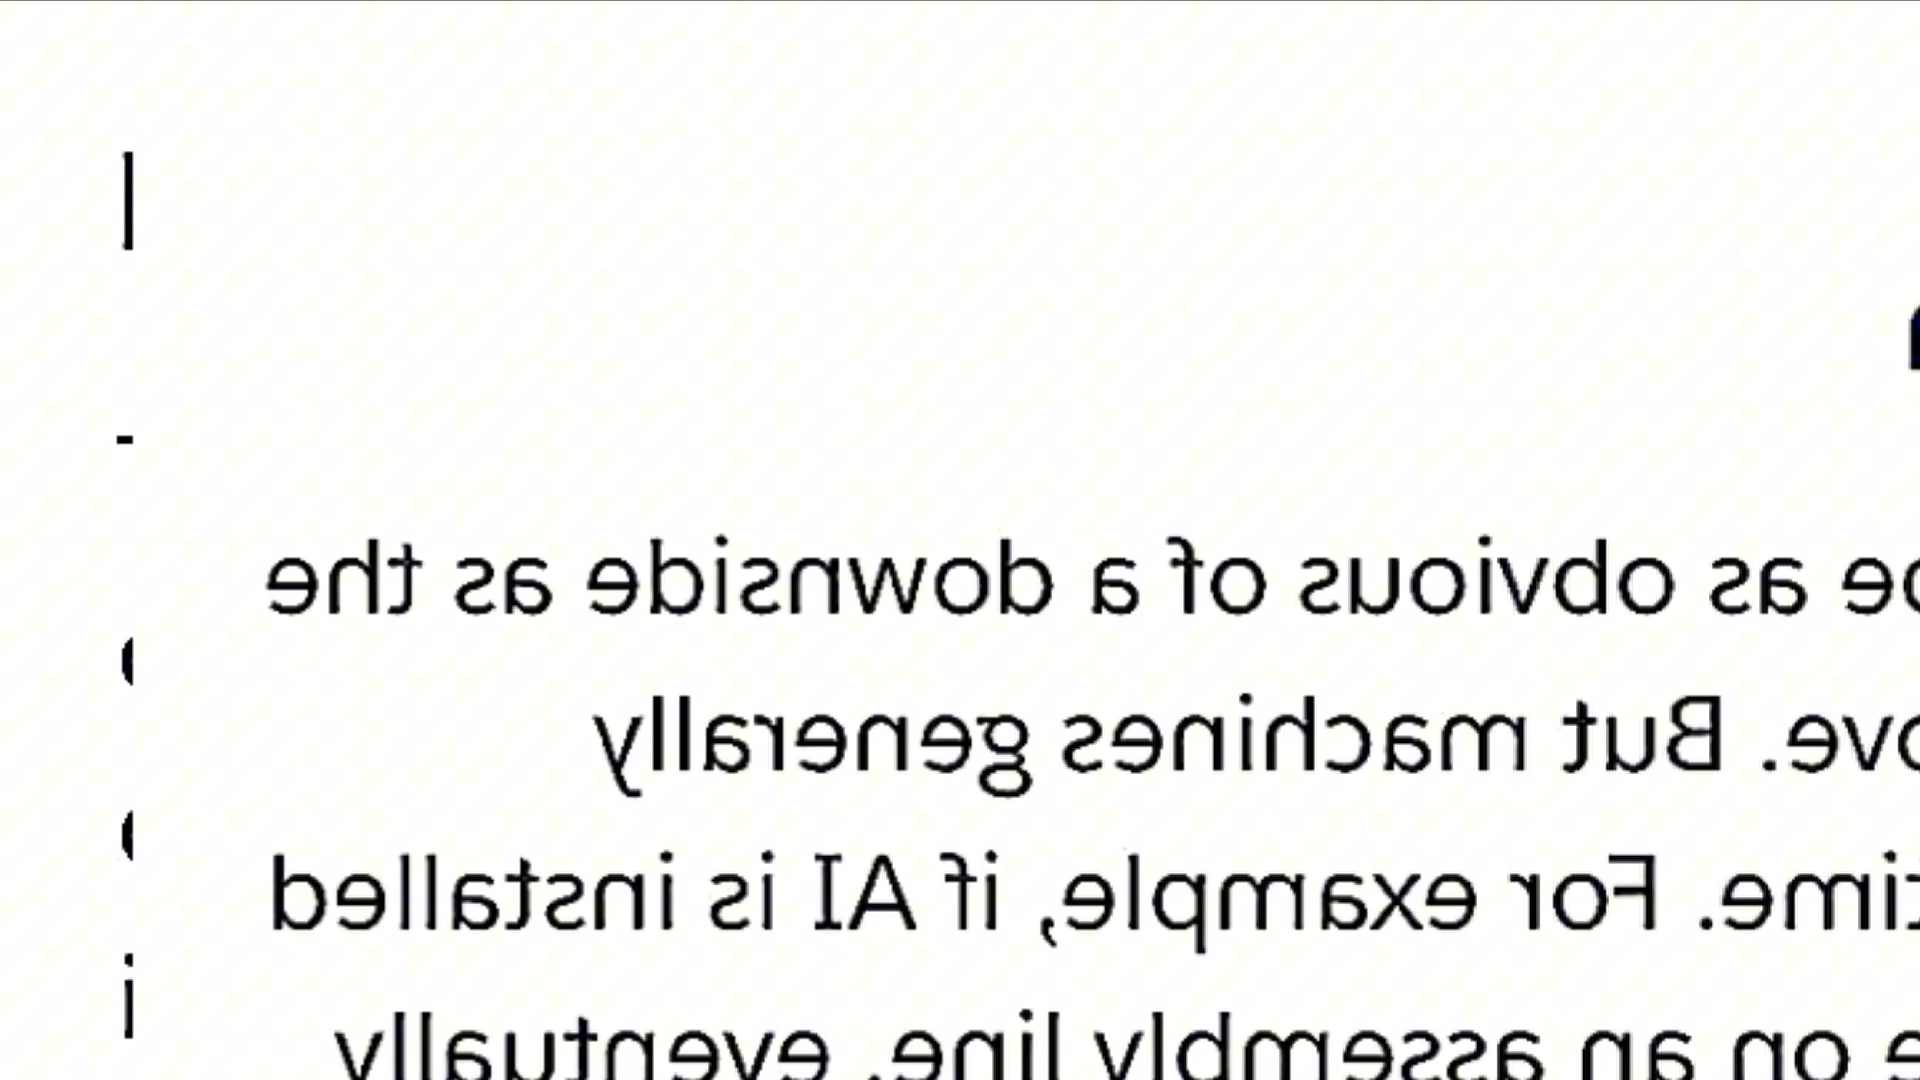 be as obvious of a downside as the
But machines generally
For example, if AI is installed
on an assembly line, eventually